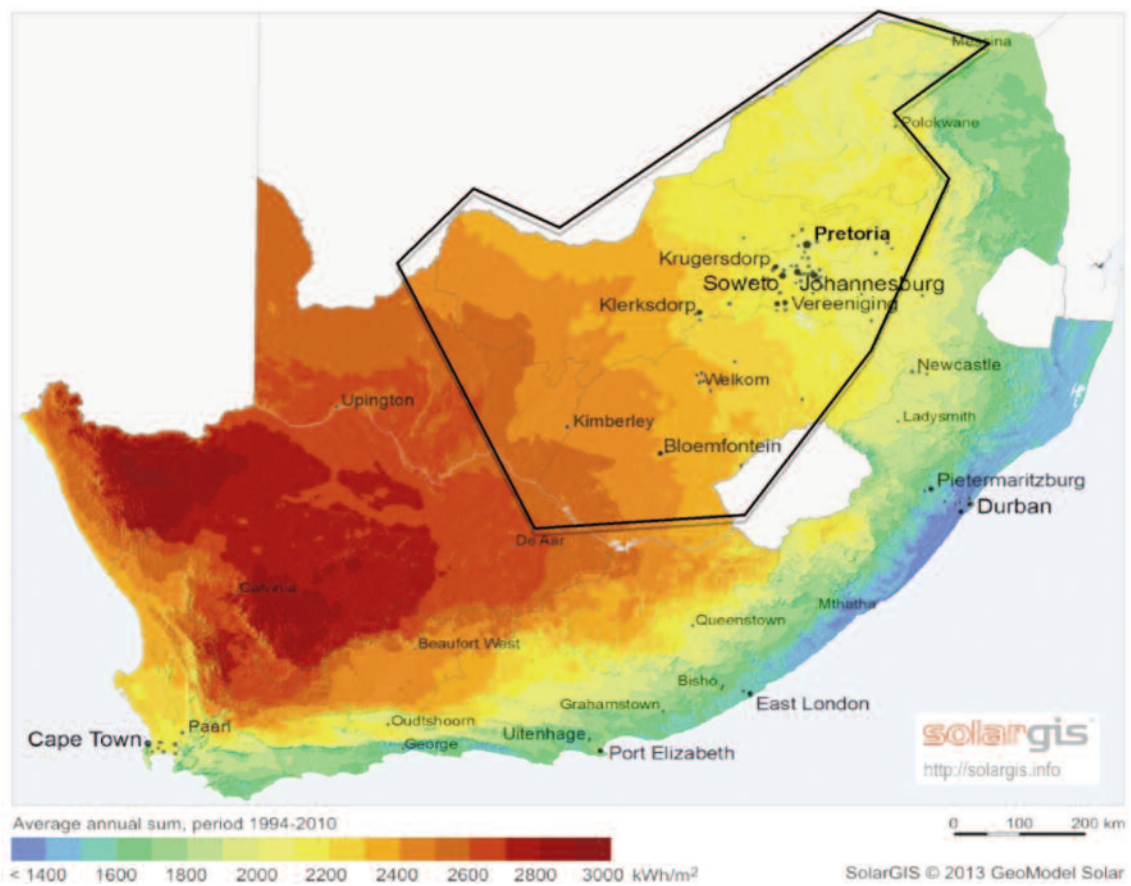 Messina
Polokwane
Pretoria
Krugersdorp
Soweto
Johannesburg
Klerksdorp
Vereeniging
Newcastle
Welkom
Upington
Ladysmith
Kimberley
Bloemfontein
Pietermaritzburg
Durban
De Aar
Calvinia
Mthatha
Queenstown
Beaufort West
Bisho
Grahamstown
East London
Paarl
Oudtshoorn
Uitenhage
Cape Town
George
Port Elizabeth
solargis
http://solargis.info
Average annual sum, period 1994-2010
0 100 200 km
< 1400 1600 1800 2000 2200 2400 2600 2800 3000 kWh/m²
SolarGIS © 2013 GeoModel Solar